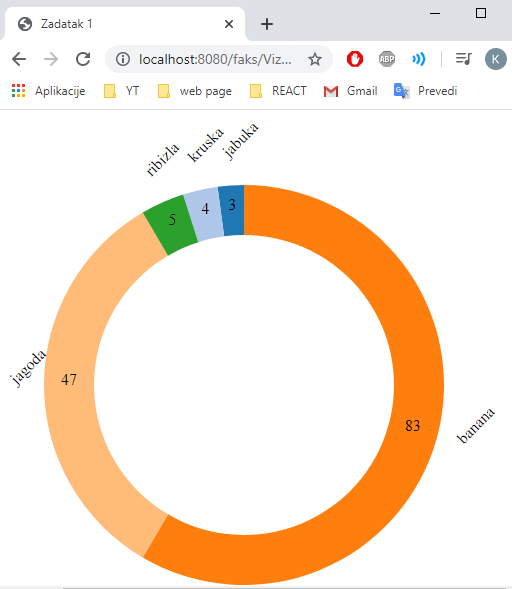 Zadatak 1
localhost:8080/faks/Viz...
ABP
K
Aplikacije YT web page REACT Gmail Prevedi
ribizla
kruska
jabuka
5
4
3
jagoda
47
83
banana